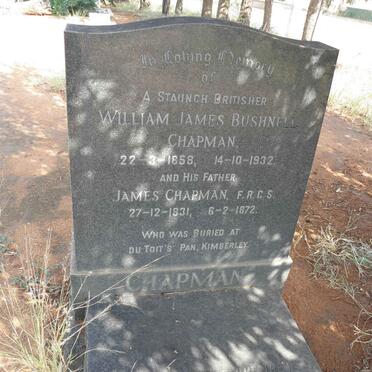 In Loving Memory
of
A STAUNCH BRITISHER
WILLIAM JAMES BUSHNELL
CHAPMAN.
22-3-1858, 14-10-1932.
AND HIS FATHER
JAMES CHAPMAN, F.R.G.S.
27-12-1831, 6-2-1872.
WHO WAS BURIED AT
DU TOIT'S PAN, KIMBERLEY.
CHAPMAN